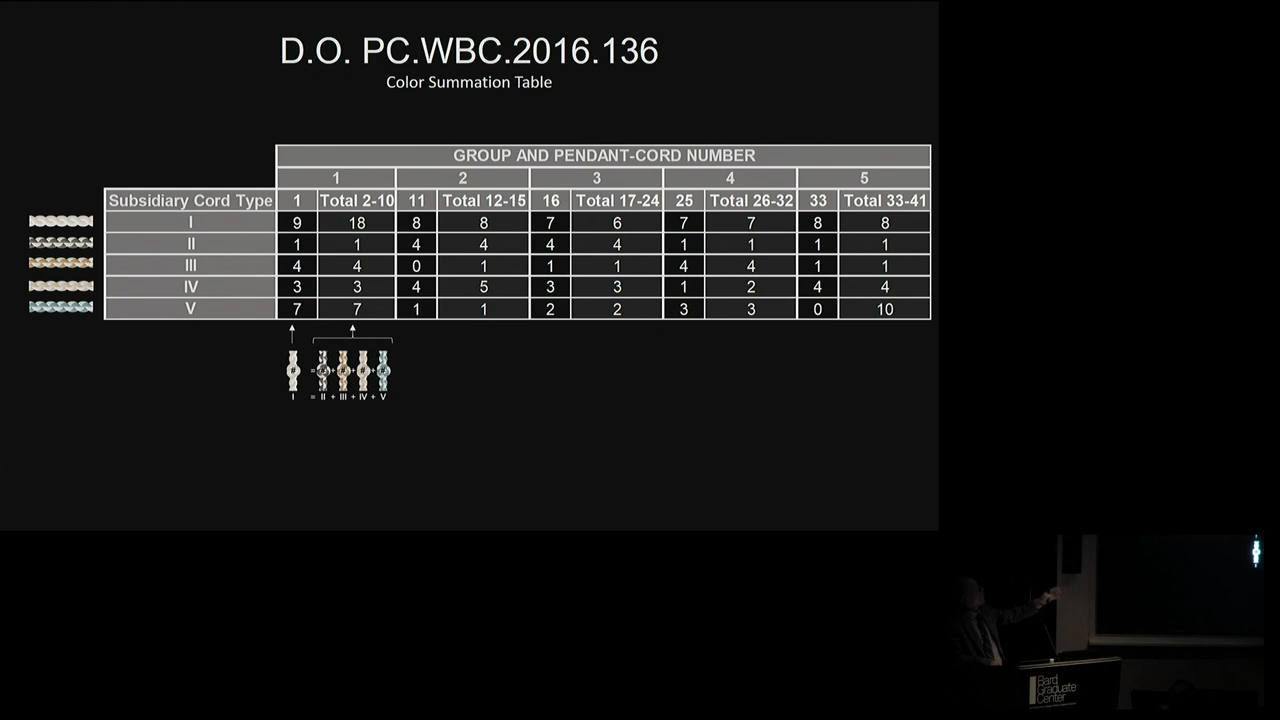 D.O. PC.WBC.2016.136
Color Summation Table
GROUP AND PENDANT-CORD NUMBER
1 2 3 4 5
Subsidiary Cord Type 1 Total 2-10 11 Total 12-15 16 Total 17-24 25 Total 26-32 33 Total 33-41
I 9 18 8 8 7 6 7 7 8 8
II 1 1 4 4 4 4 1 1 1 1
III 4 4 0 1 1 1 4 4 1 1
IV 3 3 4 5 3 3 1 2 4 4
V 7 7 1 1 2 2 3 3 0 10
# = # + # + # + #
I = II + III + IV + V
Bard
Graduate
Center